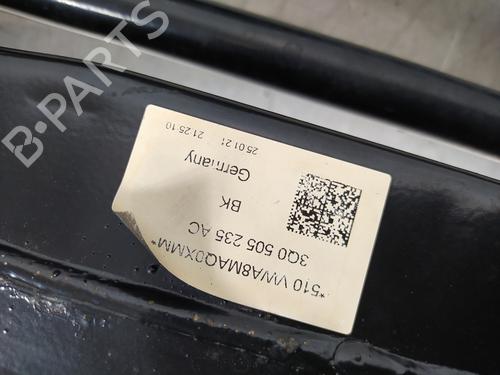 *510 VWA8MAQ0XMM*
3Q0 505 235 AC
BK
Germany
25.01.21 21:25:10
B-PARTS